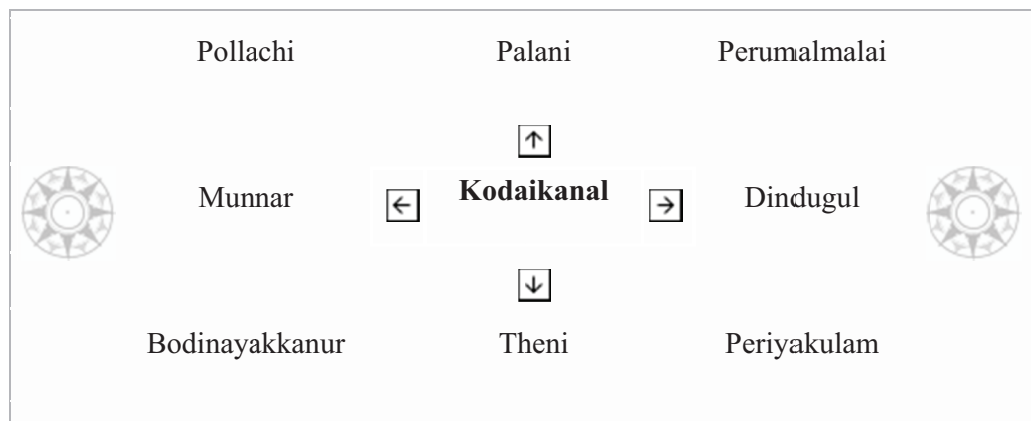 Pollachi Palani Perumalmalai
Munnar Kodaikanal Dindugul
Bodinayakkanur Theni Periyakulam